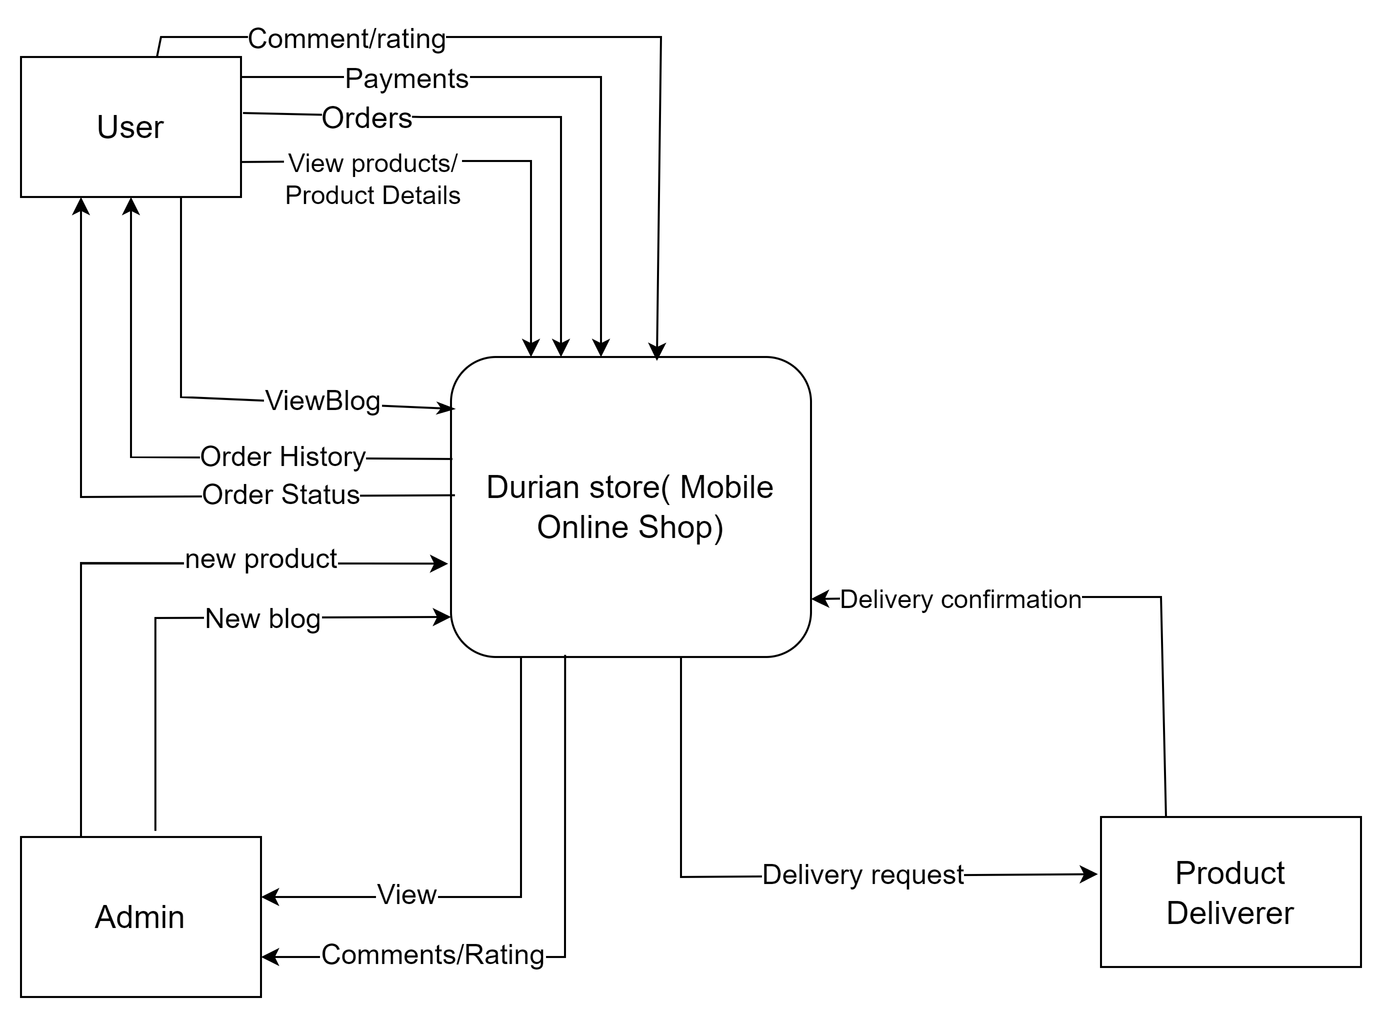 Comment/rating
Payments
User
Orders
View products/
Product Details
ViewBlog
Order History
Order Status
Durian store( Mobile
Online Shop)
new product
New blog
Delivery confirmation
View
Delivery request
Product
Deliverer
Admin
Comments/Rating